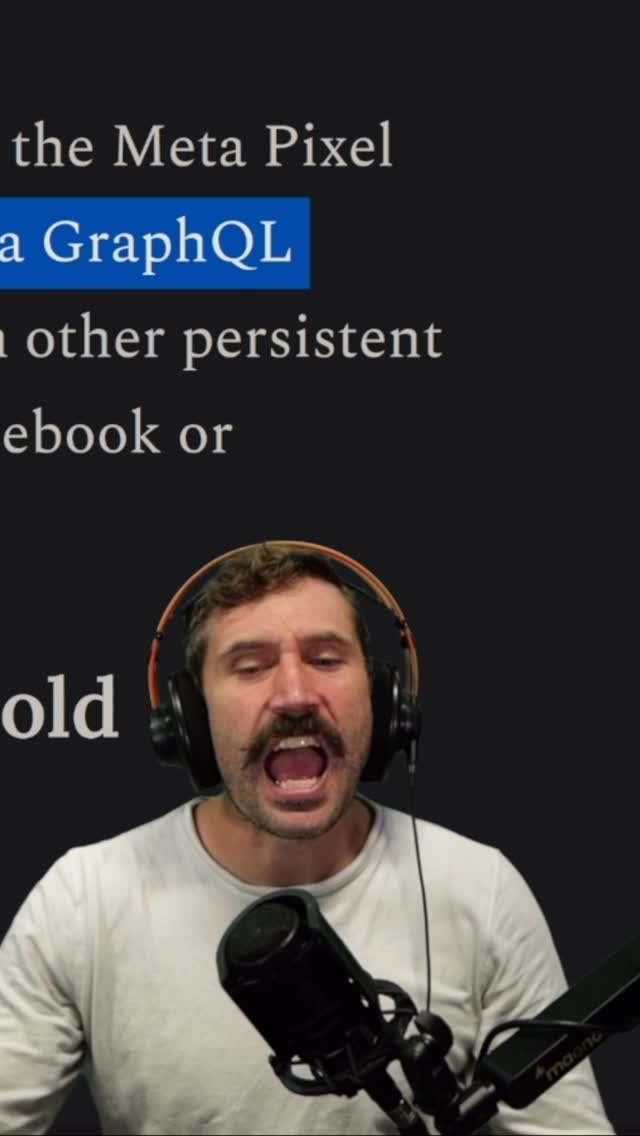 the Meta Pixel
a GraphQL
other persistent
ebook or
old